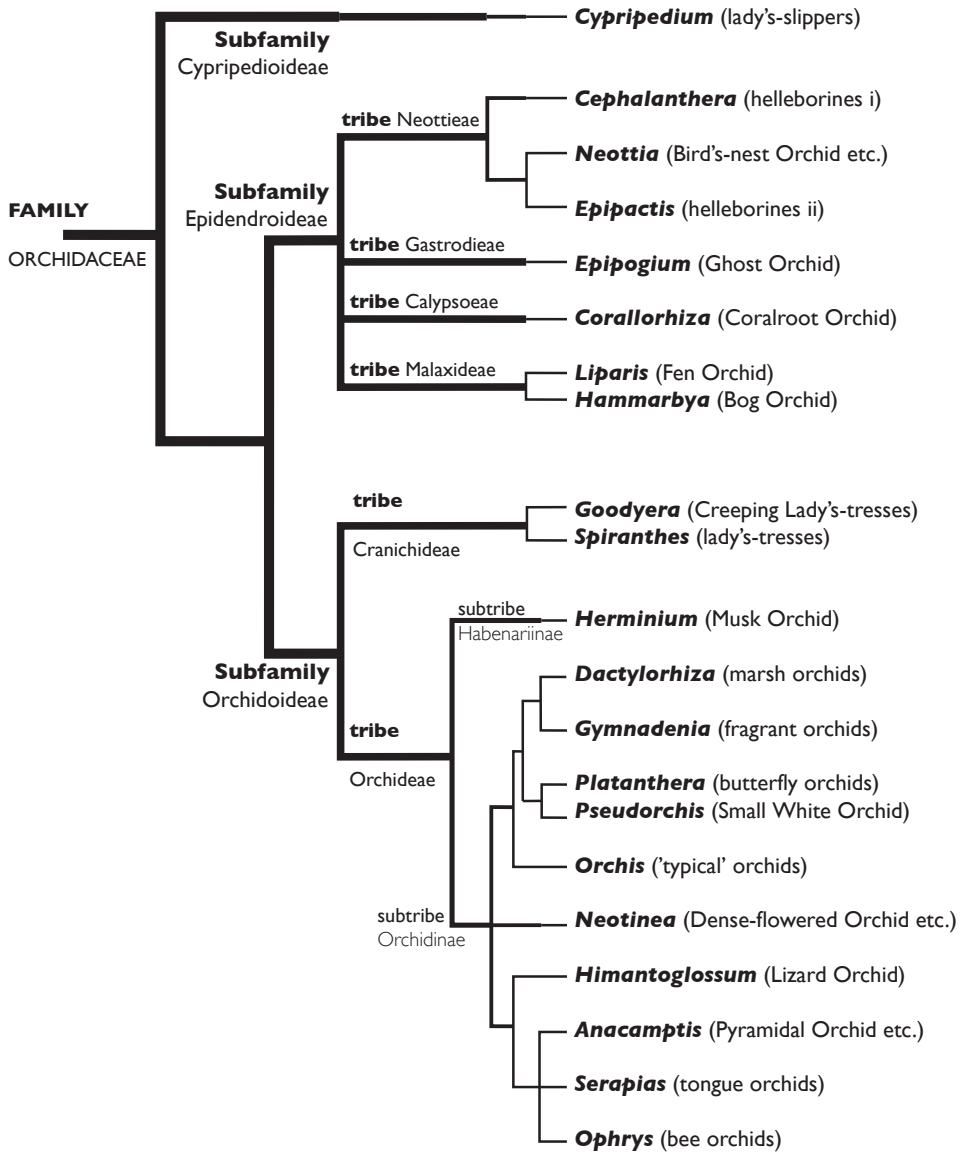 Cypripedium (lady's-slippers)
Subfamily
Cypripedioideae
Cephalanthera (helleborines i)
tribe Neottieae
Neottia (Bird's-nest Orchid etc.)
Subfamily
Epidendroideae
Epipactis (helleborines ii)
FAMILY
ORCHIDACEAE
tribe Gastrodieae
Epipogium (Ghost Orchid)
tribe Calypsoeae
Corallorhiza (Coralroot Orchid)
tribe Malaxideae
Liparis (Fen Orchid)
Hammarbya (Bog Orchid)
tribe
Cranichideae
Goodyera (Creeping Lady's-tresses)
Spiranthes (lady's-tresses)
subtribe
Habenariinae
Herminium (Musk Orchid)
Subfamily
Orchidoideae
Dactylorhiza (marsh orchids)
tribe
Orchideae
Gymnadenia (fragrant orchids)
Platanthera (butterfly orchids)
Pseudorchis (Small White Orchid)
Orchis ('typical' orchids)
subtribe
Orchidinae
Neotinea (Dense-flowered Orchid etc.)
Himantoglossum (Lizard Orchid)
Anacamptis (Pyramidal Orchid etc.)
Serapias (tongue orchids)
Ophrys (bee orchids)